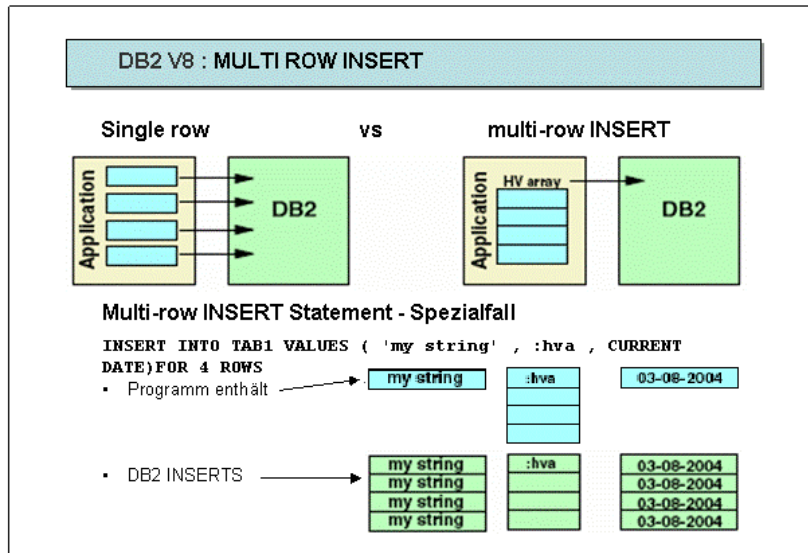 DB2 V8 : MULTI ROW INSERT
Single row vs multi-row INSERT
Application
DB2
Application
HV array
DB2
Multi-row INSERT Statement - Spezialfall
INSERT INTO TAB1 VALUES ( 'my string' , :hva , CURRENT
DATE)FOR 4 ROWS
• Programm enthält
my string :hva 03-08-2004
• DB2 INSERTS
my string :hva 03-08-2004
my string 03-08-2004
my string 03-08-2004
my string 03-08-2004